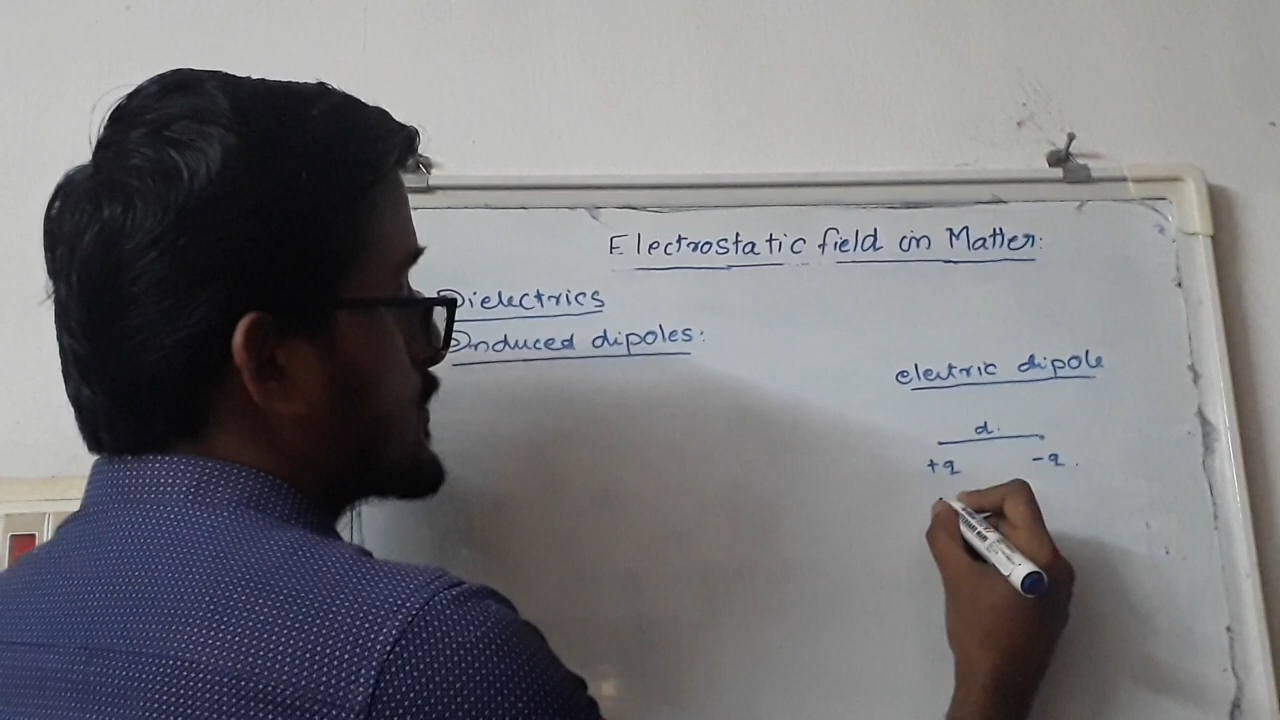 Electrostatic field in Matter:
Dielectrics
Induced dipoles:
electric dipole
d.
+q -q.